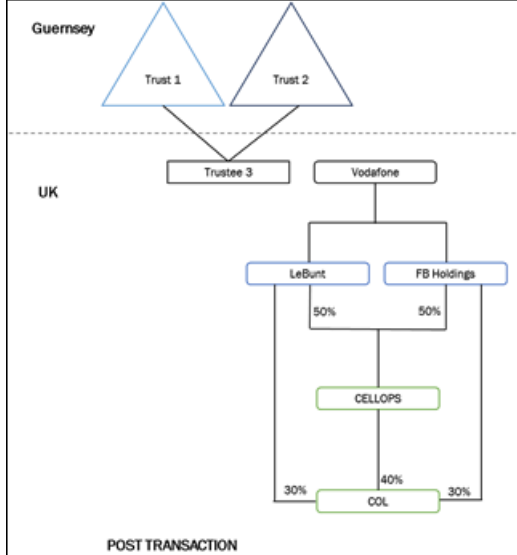 Guernsey
Trust 1
Trust 2
Trustee 3
Vodafone
UK
LeBunt
FB Holdings
50%
50%
CELLOPS
40%
30%
30%
COL
POST TRANSACTION